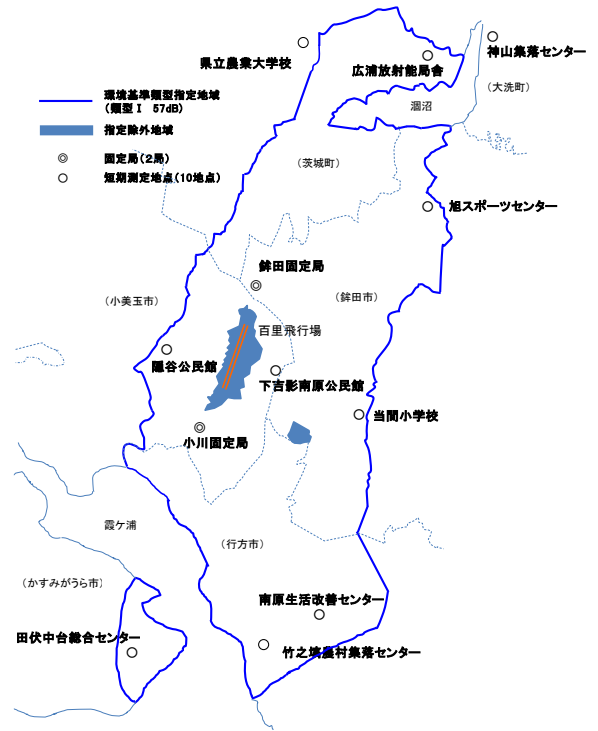 県立農業大学校
広浦放射能局舎
神山集落センター
(大洗町)
涸沼
環境基準類型指定地域
(類型Ⅰ 57dB)
指定除外地域
固定局(2局)
短期測定地点(10地点)
(茨城町)
旭スポーツセンター
鉾田固定局
(小美玉市)
(鉾田市)
百里飛行場
隠谷公民館
下吉影南原公民館
当間小学校
小川固定局
霞ケ浦
(行方市)
(かすみがうら市)
南原生活改善センター
田伏中台総合センター
竹之塙農村集落センター